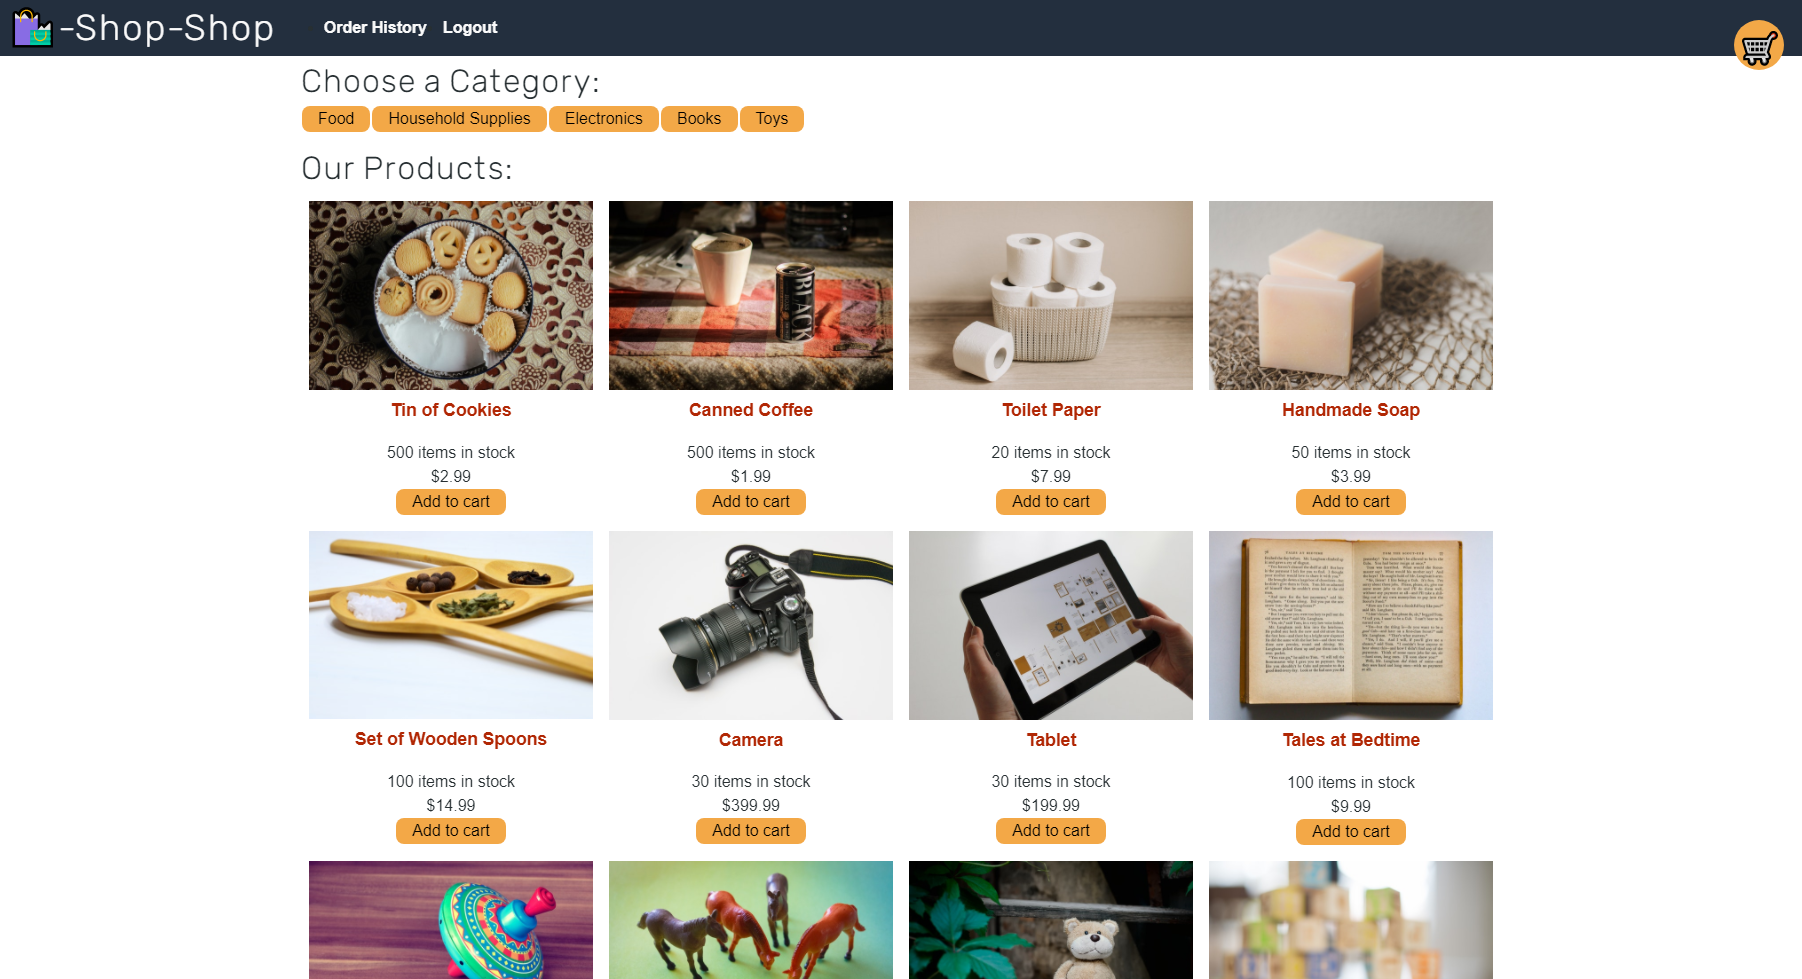 -Shop-Shop
Order History Logout
Choose a Category:
Food Household Supplies Electronics Books Toys
Our Products:
BLACK
Tin of Cookies
500 items in stock
$2.99
Add to cart
Canned Coffee
500 items in stock
$1.99
Add to cart
Toilet Paper
20 items in stock
$7.99
Add to cart
Handmade Soap
50 items in stock
$3.99
Add to cart
Set of Wooden Spoons
100 items in stock
$14.99
Add to cart
Camera
30 items in stock
$399.99
Add to cart
Tablet
30 items in stock
$199.99
Add to cart
Tales at Bedtime
100 items in stock
$9.99
Add to cart